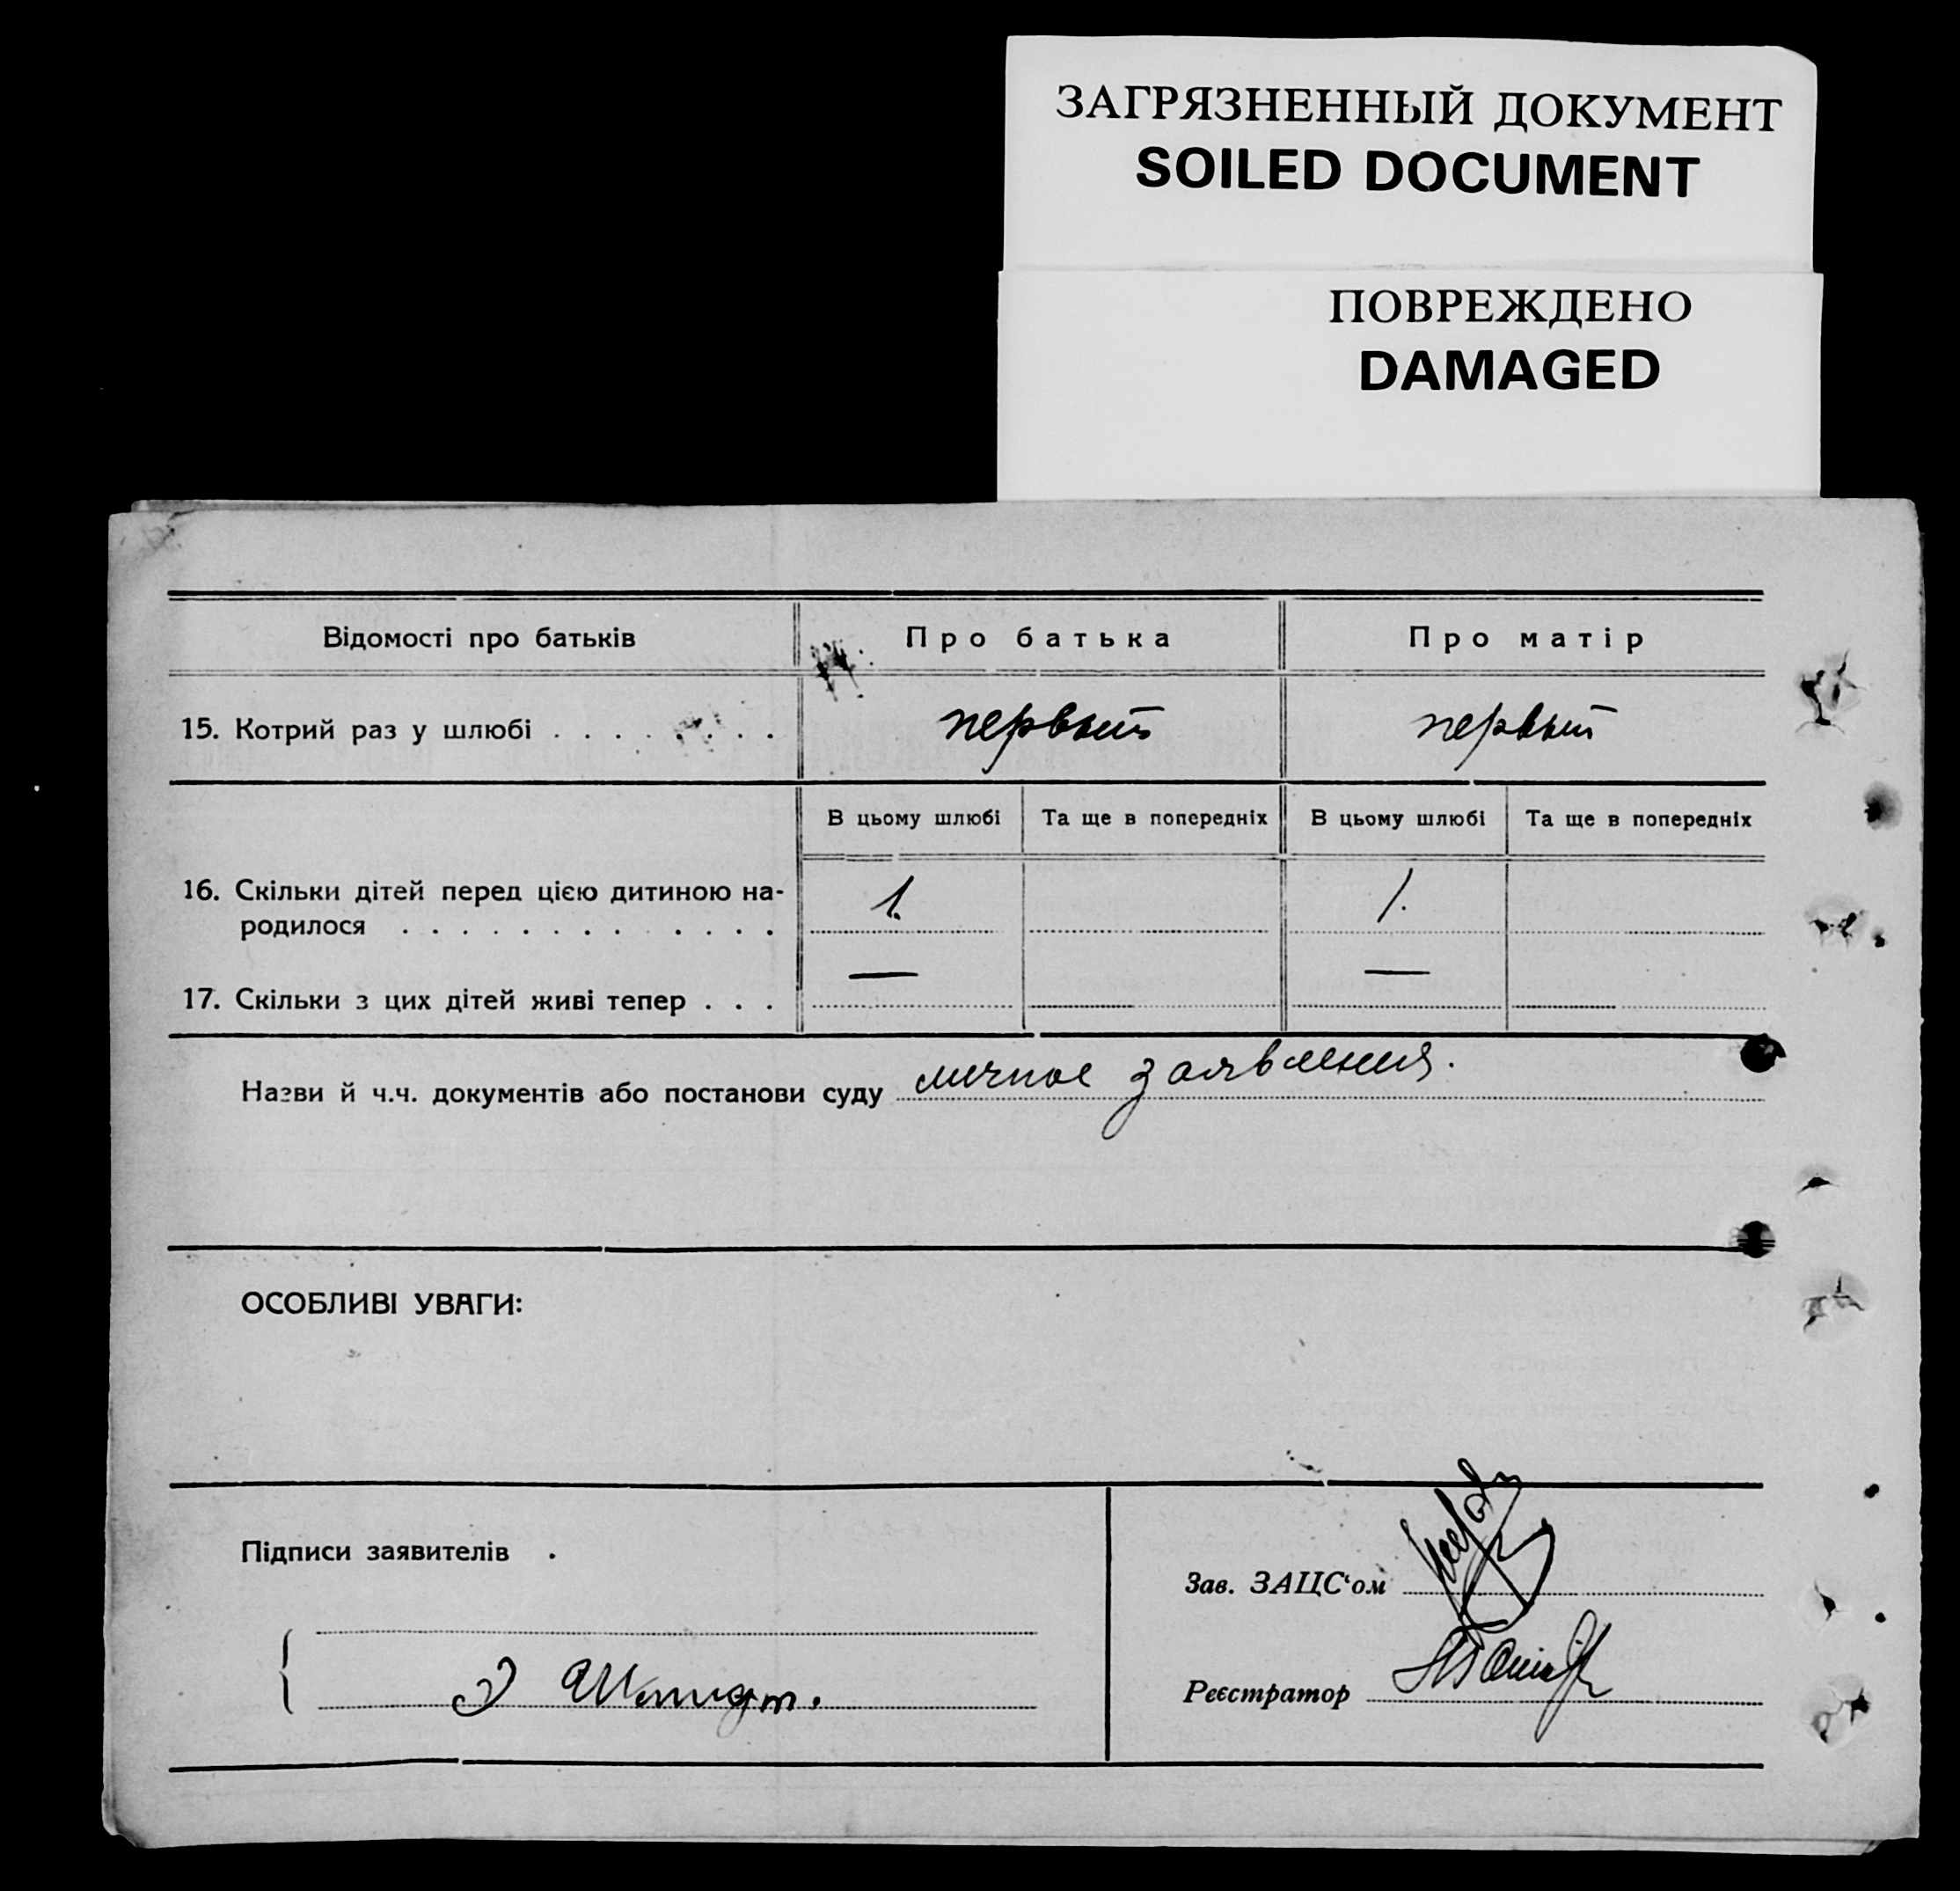 ЗАГРЯЗНЕННЫЙ ДОКУМЕНТ
SOILED DOCUMENT
ПОВРЕЖДЕНО
DAMAGED
Відомості про батьків Про батька Про матір
15. Котрий раз у шлюбі . . . . . . . . первый первый
В цьому шлюбі Та ще в попередніх В цьому шлюбі Та ще в попередніх
16. Скільки дітей перед цією дитиною на-
родилося . . . . . . . . . . . . . 1. 1.
17. Скільки з цих дітей живі тепер . . . — —
Назви й ч.ч. документів або постанови суду личное заявления.
ОСОБЛИВІ УВАГИ:
Підписи заявителів .
Зав. ЗАЦС‘ом
Реєстратор